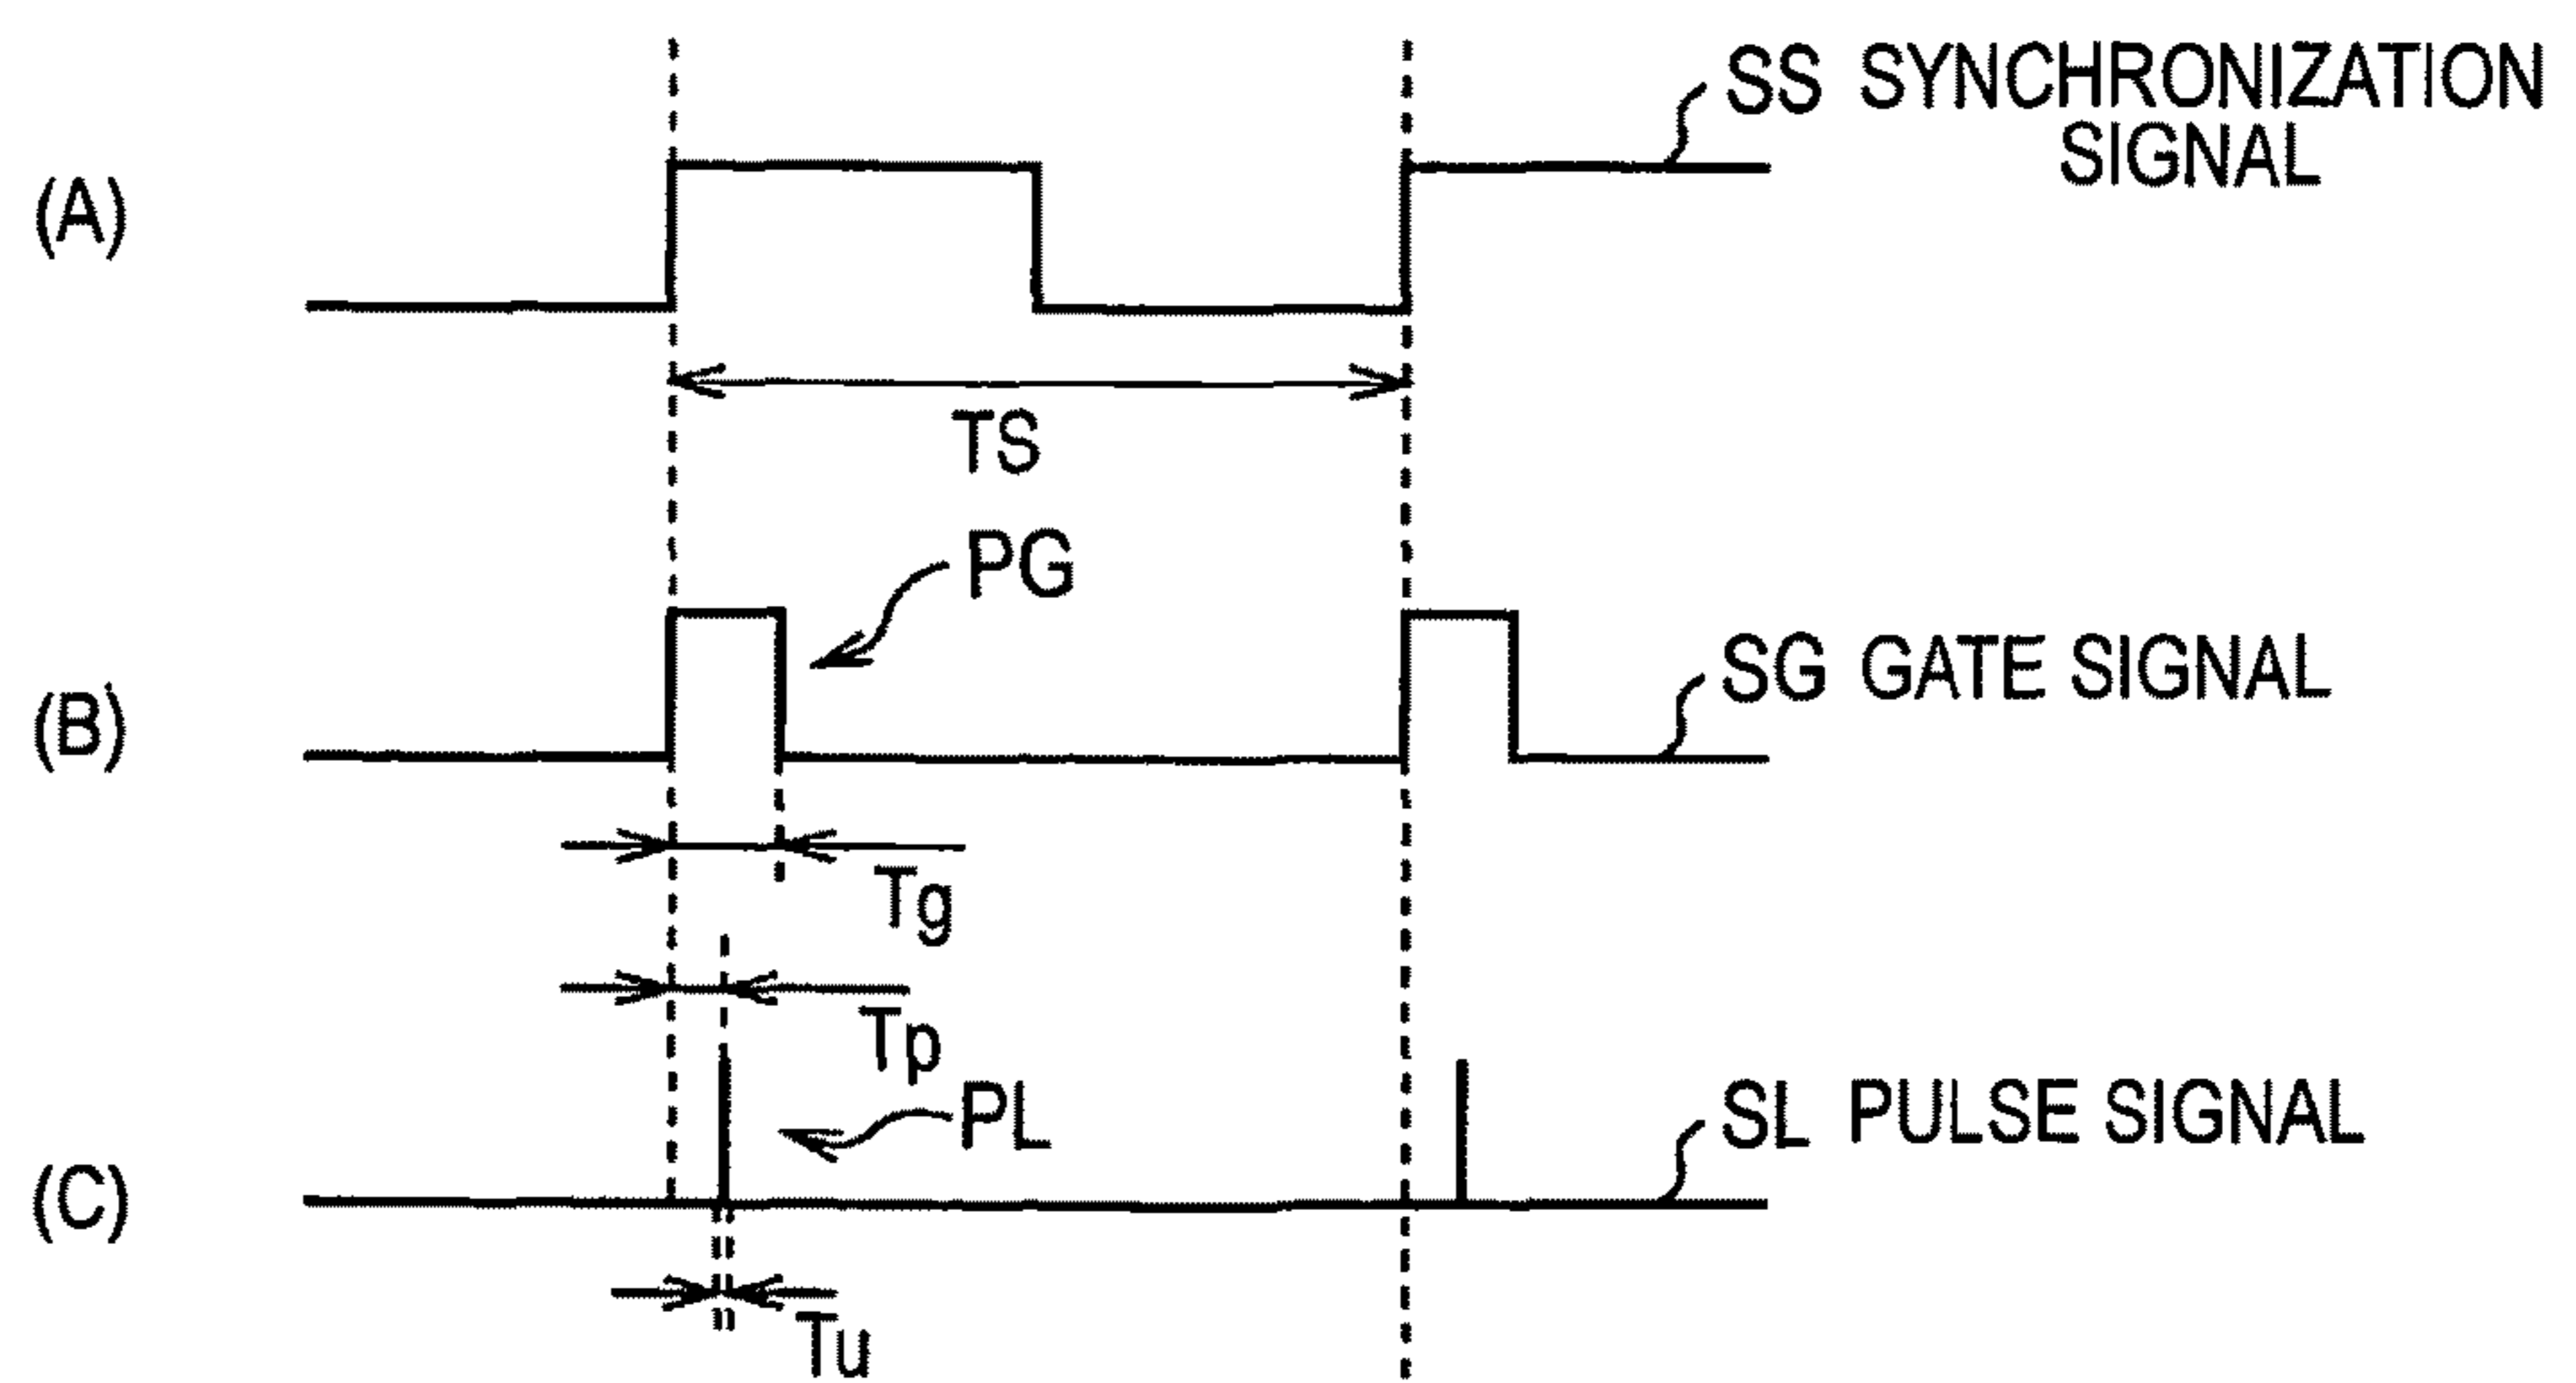 SS SYNCHRONIZATION
SIGNAL
(A)
TS
PG
SG GATE SIGNAL
(B)
Tg
Tp
PL
SL PULSE SIGNAL
(C)
Tu